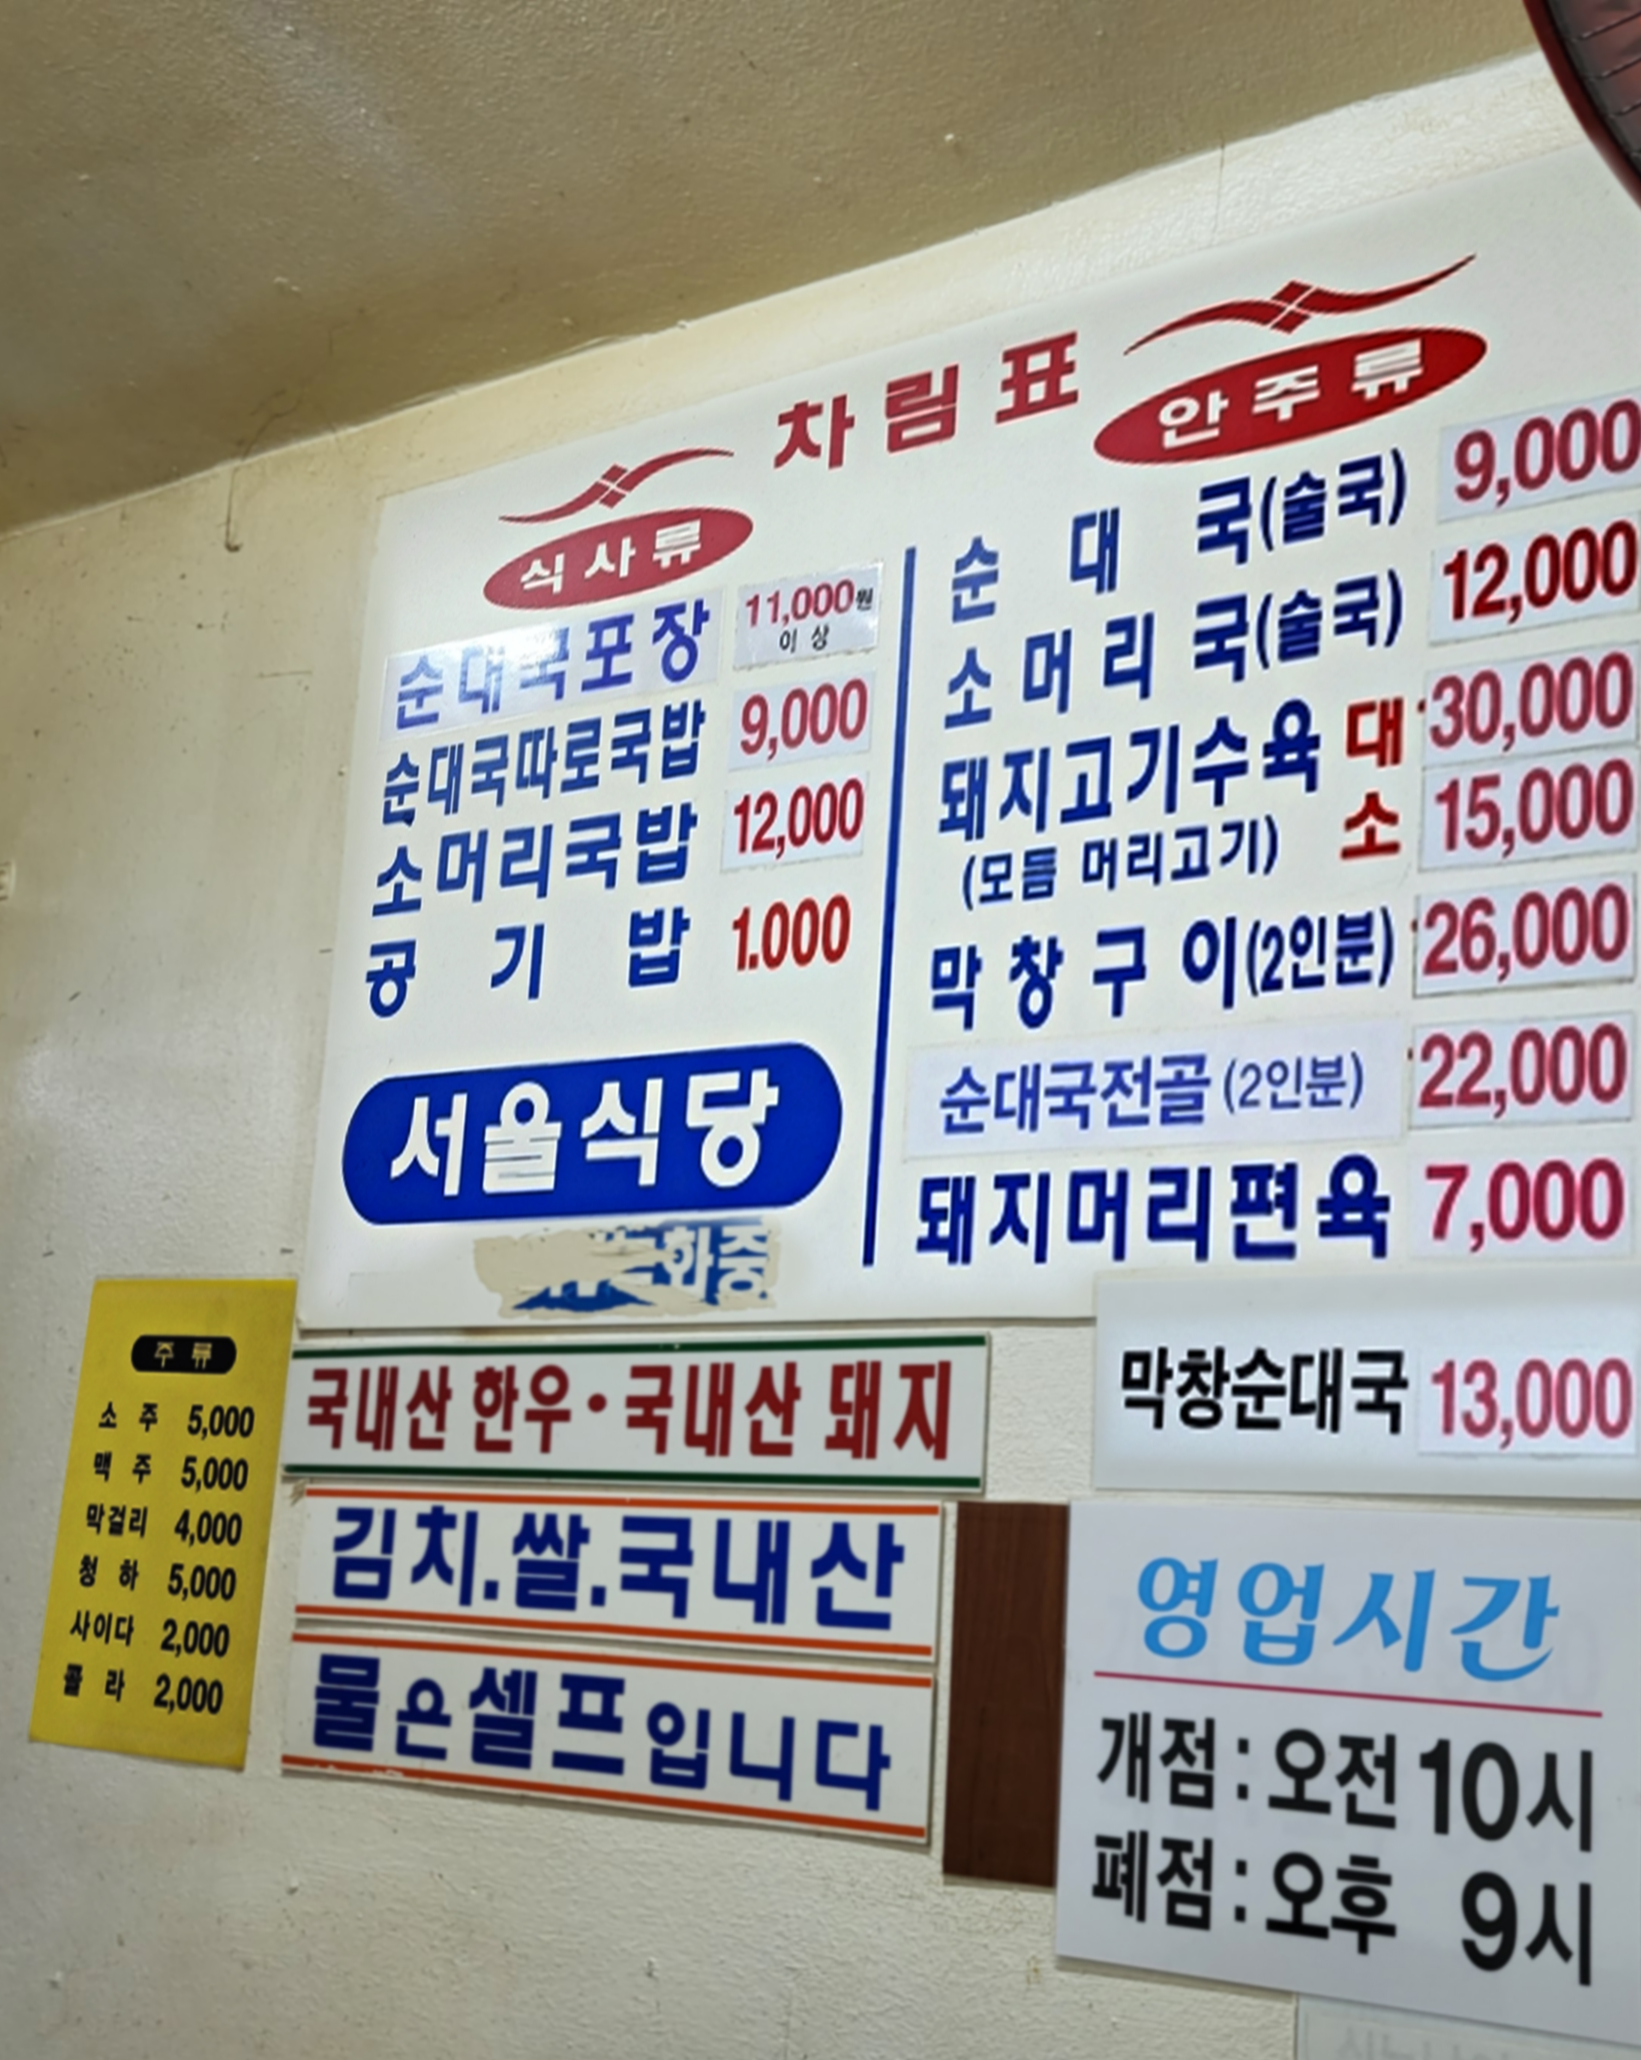 차림표
식사류
순대국포장 11,000원
이상
순대국따로국밥 9,000
소머리국밥 12,000
공기밥 1.000
서울식당
화중
안주류
순대국(술국) 9,000
소머리국(술국) 12,000
돼지고기수육 대 30,000
(모듬 머리고기) 소 15,000
막창구이(2인분) 26,000
순대국전골 (2인분) 22,000
돼지머리편육 7,000
막창순대국 13,000
주류
소주 5,000
맥주 5,000
막걸리 4,000
청하 5,000
사이다 2,000
콜라 2,000
국내산 한우·국내산 돼지
김치.쌀.국내산
물은셀프입니다
영업시간
개점 : 오전 10시
폐점 : 오후 9시